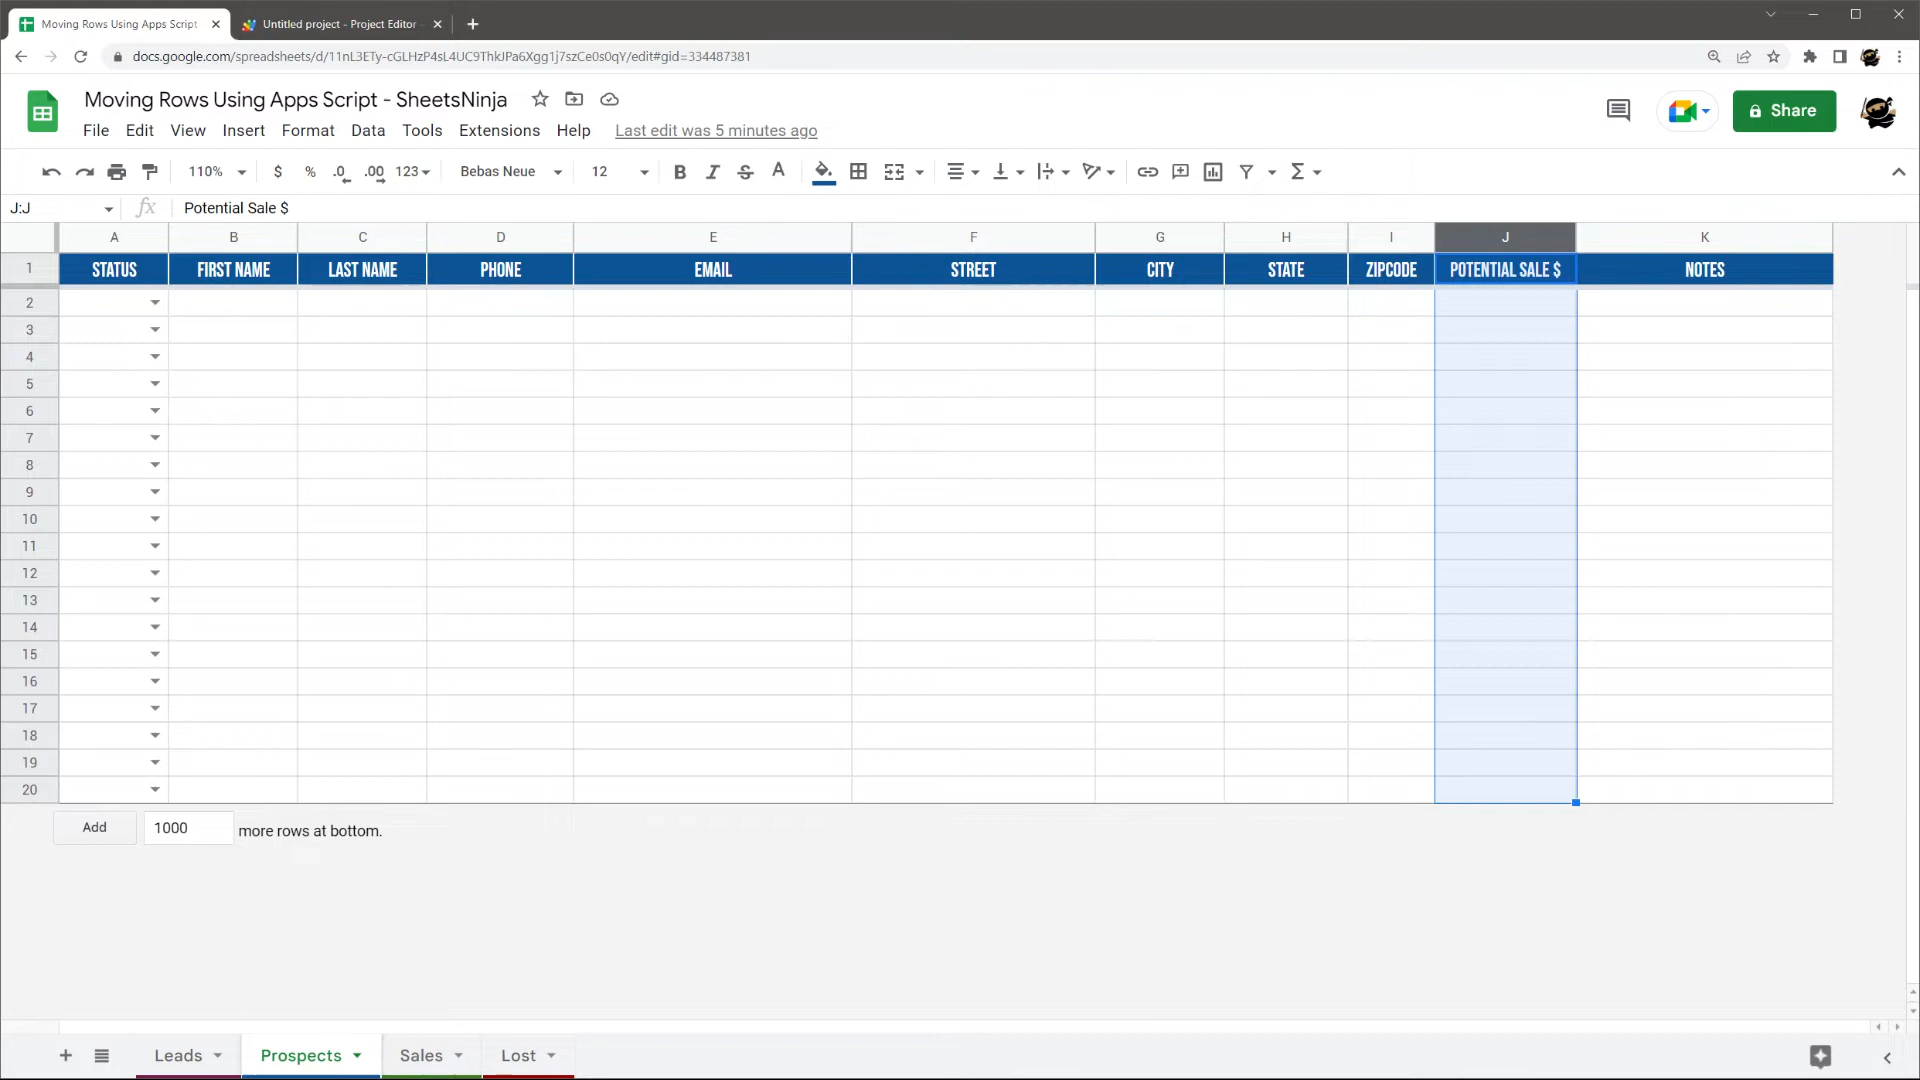 Moving Rows Using Apps Script
Untitled project - Project Editor
docs.google.com/spreadsheets/d/11nL3ETy-cGLHzP4sL4UC9ThkJPa6Xgg1j7szCe0s0qY/edit#gid=334487381
Moving Rows Using Apps Script - SheetsNinja
Share
File Edit View Insert Format Data Tools Extensions Help Last edit was 5 minutes ago
110% $ % .0 .00 123 Bebas Neue 12 B I S A Σ
J:J fx Potential Sale $
A B C D E F G H I J K
1 STATUS FIRST NAME LAST NAME PHONE EMAIL STREET CITY STATE ZIPCODE POTENTIAL SALE $ NOTES
2
3
4
5
6
7
8
9
10
11
12
13
14
15
16
17
18
19
20
Add 1000 more rows at bottom.
Leads Prospects Sales Lost